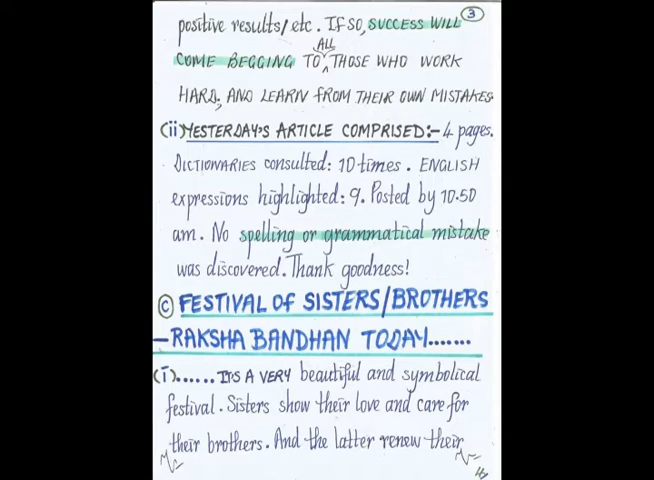 3
positive results/etc. IF SO, SUCCESS WILL
COME BEGGING TO ALL THOSE WHO WORK
HARD, AND LEARN FROM THEIR OWN MISTAKES.
(ii) YESTERDAY'S ARTICLE COMPRISED:- 4 pages.
DICTIONARIES consulted: 10 times. ENGLISH
expressions highlighted: 9. Posted by 10.50
am. No spelling or grammatical mistake
was discovered. Thank goodness!
(C) FESTIVAL OF SISTERS/BROTHERS
- RAKSHA BANDHAN TODAY.......
(i)...... IT'S A VERY beautiful and symbolical
festival. Sisters show their love and care for
their brothers. And the latter renew their